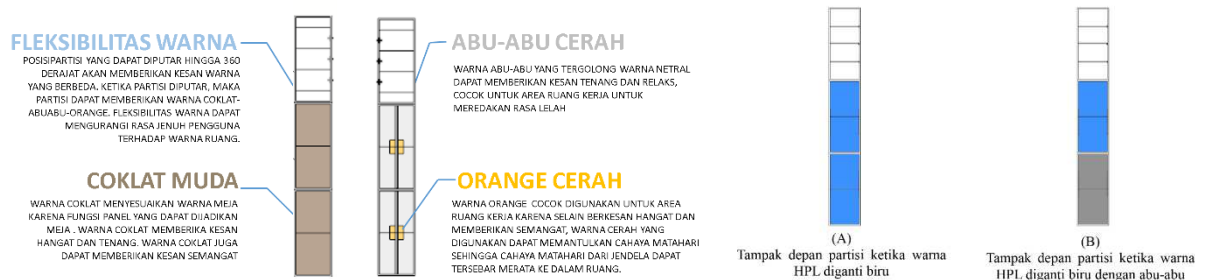 FLEKSIBILITAS WARNA
POSISIPARTISI YANG DAPAT DIPUTAR HINGGA 360
DERAJAT AKAN MEMBERIKAN KESAN WARNA
YANG BERBEDA. KETIKA PARTISI DIPUTAR, MAKA
PARTISI DAPAT MEMBERIKAN WARNA COKLAT-
ABUABU-ORANGE. FLEKSIBILITAS WARNA DAPAT
MENGURANGI RASA JENUH PENGGUNA
TERHADAP WARNA RUANG.
COKLAT MUDA
WARNA COKLAT MENYESUAIKAN WARNA MEJA
KARENA FUNGSI PANEL YANG DAPAT DIJADIKAN
MEJA . WARNA COKLAT MEMBERIKA KESAN
HANGAT DAN TENANG. WARNA COKLAT JUGA
DAPAT MEMBERIKAN KESAN SEMANGAT
ABU-ABU CERAH
WARNA ABU-ABU YANG TERGOLONG WARNA NETRAL
DAPAT MEMBERIKAN KESAN TENANG DAN RELAKS,
COCOK UNTUK AREA RUANG KERJA UNTUK
MEREDAKAN RASA LELAH
ORANGE CERAH
WARNA ORANGE COCOK DIGUNAKAN UNTUK AREA
RUANG KERJA KARENA SELAIN BERKESAN HANGAT DAN
MEMBERIKAN SEMANGAT, WARNA CERAH YANG
DIGUNAKAN DAPAT MEMANTULKAN CAHAYA MATAHARI
SEHINGGA CAHAYA MATAHARI DARI JENDELA DAPAT
TERSEBAR MERATA KE DALAM RUANG.
(A)
Tampak depan partisi ketika warna
HPL diganti biru
(B)
Tampak depan partisi ketika warna
HPL diganti biru dengan abu-abu